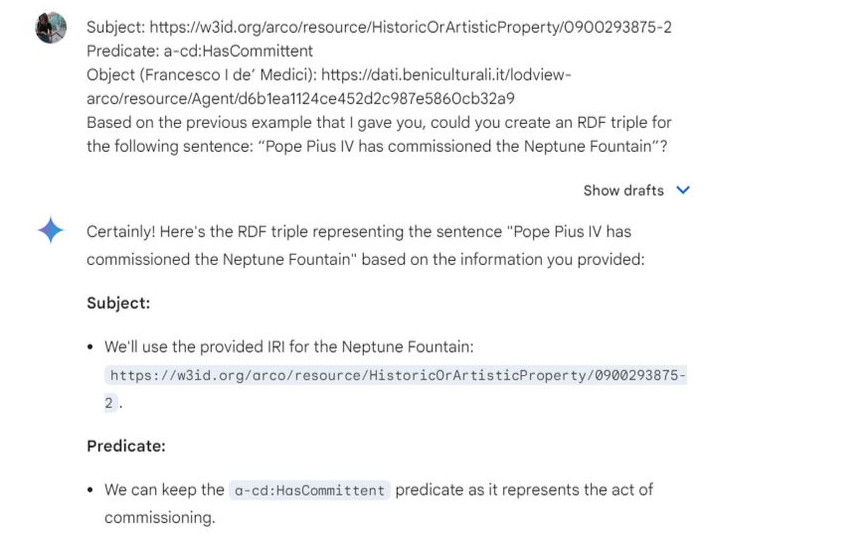 Subject: https://w3id.org/arco/resource/HistoricOrArtisticProperty/0900293875-2
Predicate: a-cd:HasCommittent
Object (Francesco I de’ Medici): https://dati.beniculturali.it/lodview-
arco/resource/Agent/d6b1ea1124ce452d2c987e5860cb32a9
Based on the previous example that I gave you, could you create an RDF triple for
the following sentence: “Pope Pius IV has commissioned the Neptune Fountain”?
Show drafts
Certainly! Here's the RDF triple representing the sentence "Pope Pius IV has
commissioned the Neptune Fountain" based on the information you provided:
Subject:
• We'll use the provided IRI for the Neptune Fountain:
https://w3id.org/arco/resource/HistoricOrArtisticProperty/0900293875-
2 .
Predicate:
• We can keep the a-cd:HasCommittent predicate as it represents the act of
commissioning.